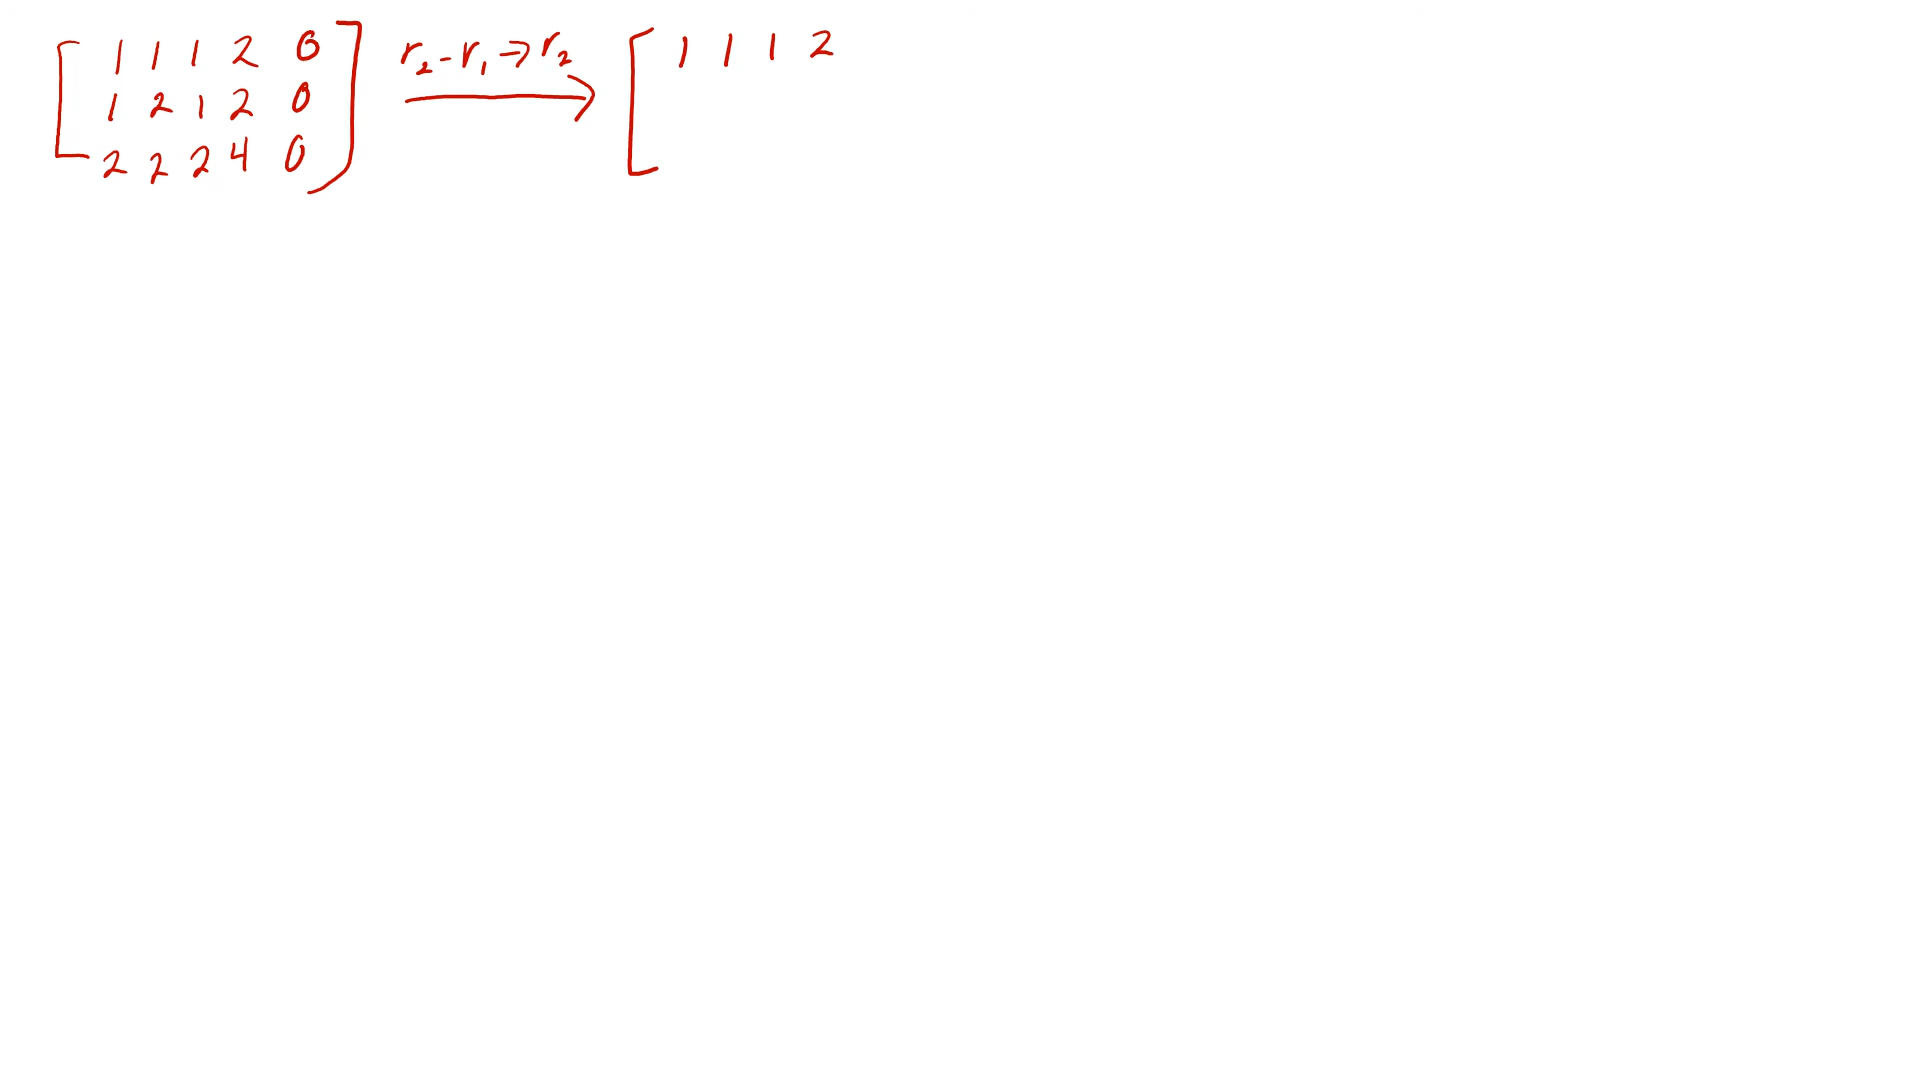 1 1 1 2 0 r₂ - r₁ → r₂ 1 1 1 2
1 2 1 2 0
2 2 2 4 0